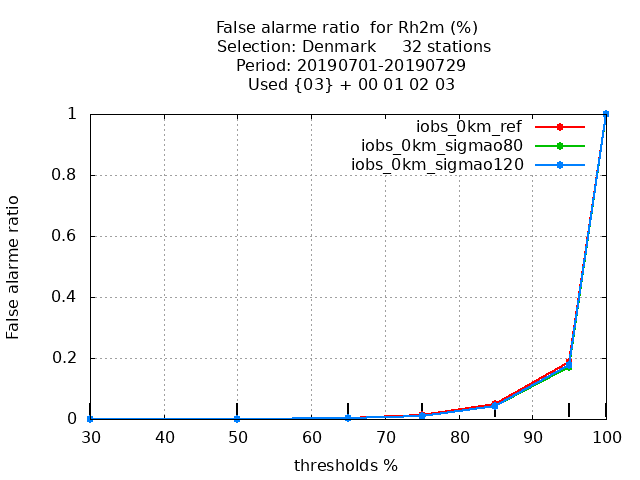 False alarme ratio  for Rh2m (%)
Selection: Denmark     32 stations
Period: 20190701-20190729
Used {03} + 00 01 02 03
iobs_0km_ref
iobs_0km_sigmao80
iobs_0km_sigmao120
False alarme ratio
1
0.8
0.6
0.4
0.2
0
30 40 50 60 70 80 90 100
thresholds %